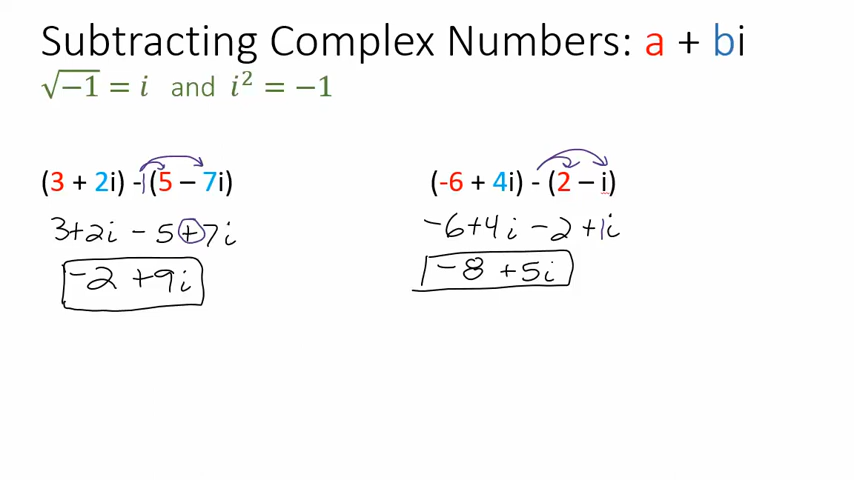 Subtracting Complex Numbers: a + bi
√−1 = i and i² = −1
(3 + 2i) -1(5 – 7i)
3+2i - 5 + 7i
-2 +9i
(-6 + 4i) - (2 – i)
-6+4i -2 +1i
-8 +5i